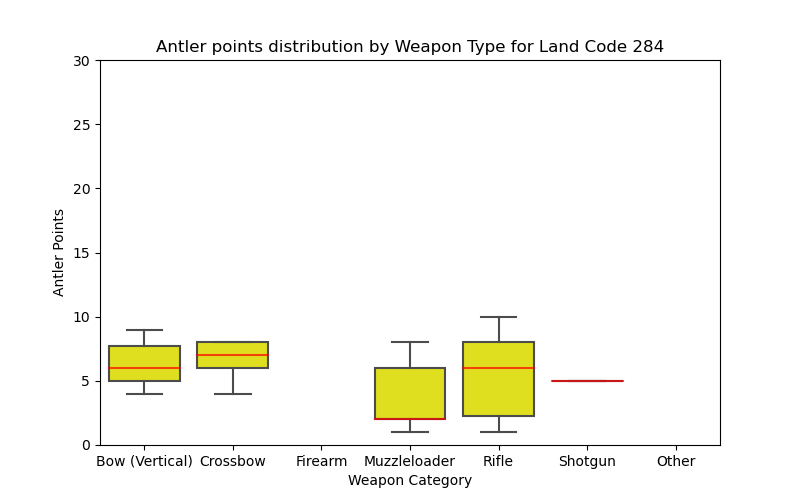 Antler points distribution by Weapon Type for Land Code 284
30
25
20
15
10
5
0
Antler Points
Bow (Vertical) Crossbow Firearm Muzzleloader Rifle Shotgun Other
Weapon Category